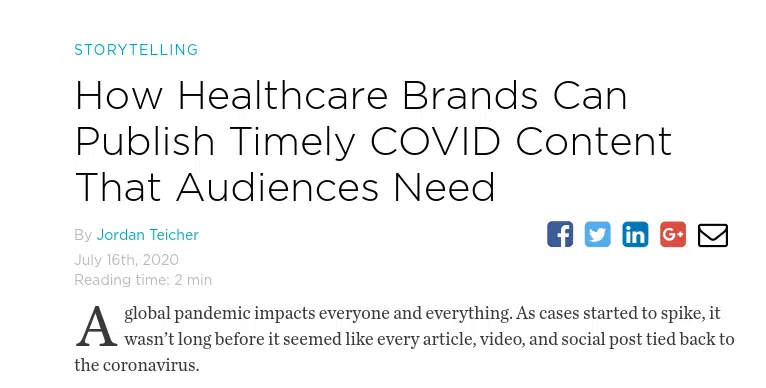 STORYTELLING
How Healthcare Brands Can
Publish Timely COVID Content
That Audiences Need
By Jordan Teicher
July 16th, 2020
Reading time: 2 min
A global pandemic impacts everyone and everything. As cases started to spike, it
wasn't long before it seemed like every article, video, and social post tied back to
the coronavirus.